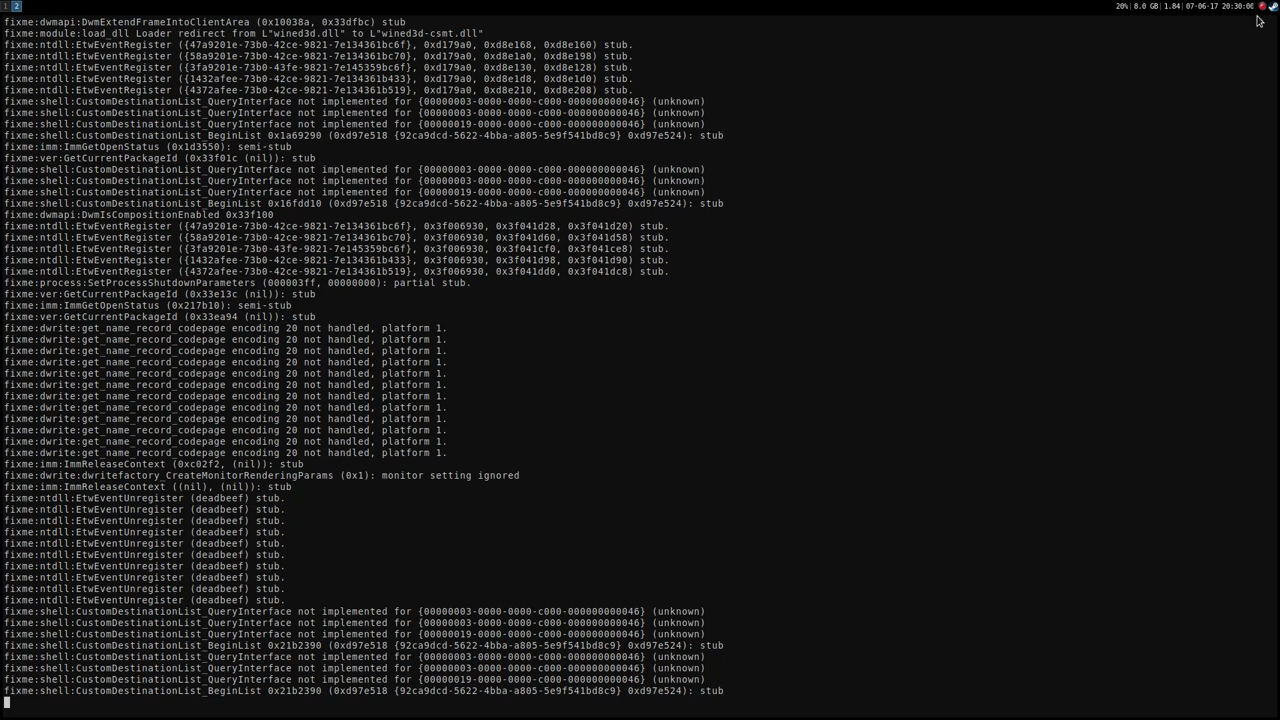 1 2 20% | 8.0 GB | 1.84 | 07-06-17 20:30:00
fixme:dwmapi:DwmExtendFrameIntoClientArea (0x10038a, 0x33dfbc) stub
fixme:module:load_dll Loader redirect from L"wined3d.dll" to L"wined3d-csmt.dll"
fixme:ntdll:EtwEventRegister ({47a9201e-73b0-42ce-9821-7e134361bc6f}, 0xd179a0, 0xd8e168, 0xd8e160) stub.
fixme:ntdll:EtwEventRegister ({58a9201e-73b0-42ce-9821-7e134361bc70}, 0xd179a0, 0xd8e1a0, 0xd8e198) stub.
fixme:ntdll:EtwEventRegister ({3fa9201e-73b0-43fe-9821-7e145359bc6f}, 0xd179a0, 0xd8e130, 0xd8e128) stub.
fixme:ntdll:EtwEventRegister ({1432afee-73b0-42ce-9821-7e134361b433}, 0xd179a0, 0xd8e1d8, 0xd8e1d0) stub.
fixme:ntdll:EtwEventRegister ({4372afee-73b0-42ce-9821-7e134361b519}, 0xd179a0, 0xd8e210, 0xd8e208) stub.
fixme:shell:CustomDestinationList_QueryInterface not implemented for {00000003-0000-0000-c000-000000000046} (unknown)
fixme:shell:CustomDestinationList_QueryInterface not implemented for {00000003-0000-0000-c000-000000000046} (unknown)
fixme:shell:CustomDestinationList_QueryInterface not implemented for {00000019-0000-0000-c000-000000000046} (unknown)
fixme:shell:CustomDestinationList_BeginList 0x1a69290 (0xd97e518 {92ca9dcd-5622-4bba-a805-5e9f541bd8c9} 0xd97e524): stub
fixme:imm:ImmGetOpenStatus (0x1d3550): semi-stub
fixme:ver:GetCurrentPackageId (0x33f01c (nil)): stub
fixme:shell:CustomDestinationList_QueryInterface not implemented for {00000003-0000-0000-c000-000000000046} (unknown)
fixme:shell:CustomDestinationList_QueryInterface not implemented for {00000003-0000-0000-c000-000000000046} (unknown)
fixme:shell:CustomDestinationList_QueryInterface not implemented for {00000019-0000-0000-c000-000000000046} (unknown)
fixme:shell:CustomDestinationList_BeginList 0x16fdd10 (0xd97e518 {92ca9dcd-5622-4bba-a805-5e9f541bd8c9} 0xd97e524): stub
fixme:dwmapi:DwmIsCompositionEnabled 0x33f100
fixme:ntdll:EtwEventRegister ({47a9201e-73b0-42ce-9821-7e134361bc6f}, 0x3f006930, 0x3f041d28, 0x3f041d20) stub.
fixme:ntdll:EtwEventRegister ({58a9201e-73b0-42ce-9821-7e134361bc70}, 0x3f006930, 0x3f041d60, 0x3f041d58) stub.
fixme:ntdll:EtwEventRegister ({3fa9201e-73b0-43fe-9821-7e145359bc6f}, 0x3f006930, 0x3f041cf0, 0x3f041ce8) stub.
fixme:ntdll:EtwEventRegister ({1432afee-73b0-42ce-9821-7e134361b433}, 0x3f006930, 0x3f041d98, 0x3f041d90) stub.
fixme:ntdll:EtwEventRegister ({4372afee-73b0-42ce-9821-7e134361b519}, 0x3f006930, 0x3f041dd0, 0x3f041dc8) stub.
fixme:process:SetProcessShutdownParameters (000003ff, 00000000): partial stub.
fixme:ver:GetCurrentPackageId (0x33e13c (nil)): stub
fixme:imm:ImmGetOpenStatus (0x217b10): semi-stub
fixme:ver:GetCurrentPackageId (0x33ea94 (nil)): stub
fixme:dwrite:get_name_record_codepage encoding 20 not handled, platform 1.
fixme:dwrite:get_name_record_codepage encoding 20 not handled, platform 1.
fixme:dwrite:get_name_record_codepage encoding 20 not handled, platform 1.
fixme:dwrite:get_name_record_codepage encoding 20 not handled, platform 1.
fixme:dwrite:get_name_record_codepage encoding 20 not handled, platform 1.
fixme:dwrite:get_name_record_codepage encoding 20 not handled, platform 1.
fixme:dwrite:get_name_record_codepage encoding 20 not handled, platform 1.
fixme:dwrite:get_name_record_codepage encoding 20 not handled, platform 1.
fixme:dwrite:get_name_record_codepage encoding 20 not handled, platform 1.
fixme:dwrite:get_name_record_codepage encoding 20 not handled, platform 1.
fixme:dwrite:get_name_record_codepage encoding 20 not handled, platform 1.
fixme:dwrite:get_name_record_codepage encoding 20 not handled, platform 1.
fixme:imm:ImmReleaseContext (0xc02f2, (nil)): stub
fixme:dwrite:dwritefactory_CreateMonitorRenderingParams (0x1): monitor setting ignored
fixme:imm:ImmReleaseContext ((nil), (nil)): stub
fixme:ntdll:EtwEventUnregister (deadbeef) stub.
fixme:ntdll:EtwEventUnregister (deadbeef) stub.
fixme:ntdll:EtwEventUnregister (deadbeef) stub.
fixme:ntdll:EtwEventUnregister (deadbeef) stub.
fixme:ntdll:EtwEventUnregister (deadbeef) stub.
fixme:ntdll:EtwEventUnregister (deadbeef) stub.
fixme:ntdll:EtwEventUnregister (deadbeef) stub.
fixme:ntdll:EtwEventUnregister (deadbeef) stub.
fixme:ntdll:EtwEventUnregister (deadbeef) stub.
fixme:ntdll:EtwEventUnregister (deadbeef) stub.
fixme:shell:CustomDestinationList_QueryInterface not implemented for {00000003-0000-0000-c000-000000000046} (unknown)
fixme:shell:CustomDestinationList_QueryInterface not implemented for {00000003-0000-0000-c000-000000000046} (unknown)
fixme:shell:CustomDestinationList_QueryInterface not implemented for {00000019-0000-0000-c000-000000000046} (unknown)
fixme:shell:CustomDestinationList_BeginList 0x21b2390 (0xd97e518 {92ca9dcd-5622-4bba-a805-5e9f541bd8c9} 0xd97e524): stub
fixme:shell:CustomDestinationList_QueryInterface not implemented for {00000003-0000-0000-c000-000000000046} (unknown)
fixme:shell:CustomDestinationList_QueryInterface not implemented for {00000003-0000-0000-c000-000000000046} (unknown)
fixme:shell:CustomDestinationList_QueryInterface not implemented for {00000019-0000-0000-c000-000000000046} (unknown)
fixme:shell:CustomDestinationList_BeginList 0x21b2390 (0xd97e518 {92ca9dcd-5622-4bba-a805-5e9f541bd8c9} 0xd97e524): stub